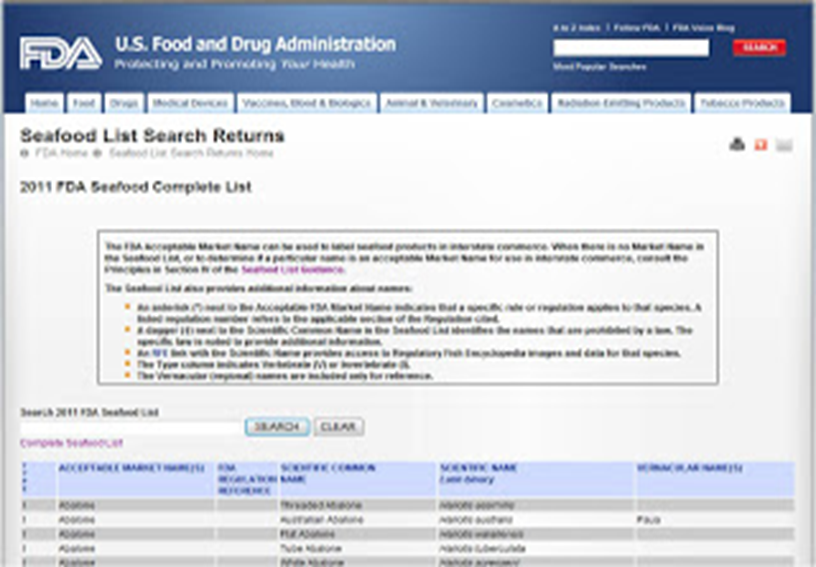 A to Z Index | Follow FDA | FDA Voice Blog
FDA U.S. Food and Drug Administration
Protecting and Promoting Your Health
SEARCH
Most Popular Searches
Home Food Drugs Medical Devices Vaccines, Blood & Biologics Animal & Veterinary Cosmetics Radiation-Emitting Products Tobacco Products
Seafood List Search Returns
FDA Home Seafood List Search Returns Home
2011 FDA Seafood Complete List
The FDA Acceptable Market Name can be used to label seafood products in interstate commerce. When there is no Market Name in
the Seafood List, or to determine if a particular name is an acceptable Market Name for use in interstate commerce, consult the
Principles in Section IV of the Seafood List Guidance.
The Seafood List also provides additional information about names:
An asterisk (*) next to the Acceptable FDA Market Name indicates that a specific rule or regulation applies to that species. A
listed regulation number refers to the applicable section of the Regulation cited.
A dagger (‡) next to the Scientific Common Name in the Seafood List identifies the names that are prohibited by a law. The
specific law is noted to provide additional information.
An RFE link with the Scientific Name provides access to Regulatory Fish Encyclopedia images and data for that species.
The Type column indicates Vertebrate (V) or Invertebrate (I).
The Vernacular (regional) names are included only for reference.
Search 2011 FDA Seafood List
SEARCH CLEAR
Complete Seafood List
ACCEPTABLE MARKET NAME(S) FDA REGULATION REFERENCE SCIENTIFIC COMMON NAME SCIENTIFIC NAME VERNACULAR NAME(S)
I Abalone Threaded Abalone Haliotis assimilis
I Abalone Australian Abalone Haliotis australis Paua
I Abalone Flat Abalone Haliotis walallensis
I Abalone Tube Abalone Haliotis tuberculata
I Abalone White Abalone Haliotis sorenseni